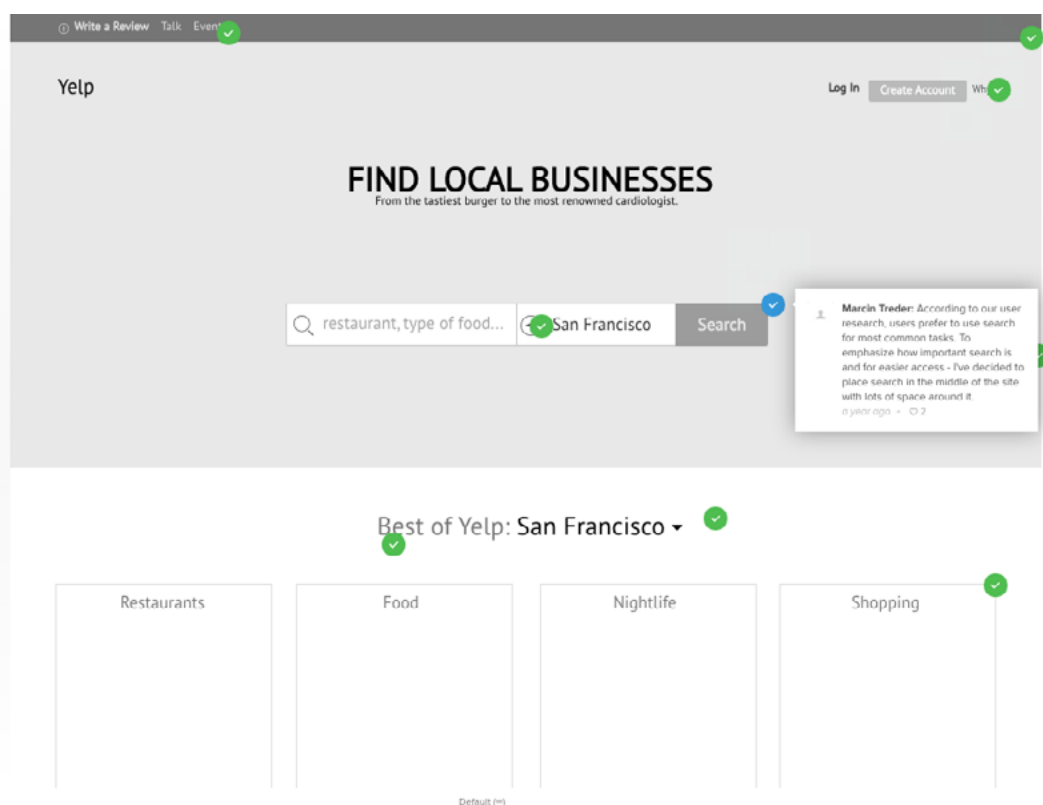 Write a Review Talk
Yelp
Log In Create Account
FIND LOCAL BUSINESSES
From the tastiest burger to the most renowned cardiologist.
restaurant, type of food... San Francisco Search
Marcin Treder: According to our user
research, users prefer to use search
for most common tasks. To
emphasize how important search is
and for easier access - I've decided to
place search in the middle of the site
with lots of space around it.
a year ago • 2
Best of Yelp: San Francisco
Restaurants Food Nightlife Shopping
Default (∞)